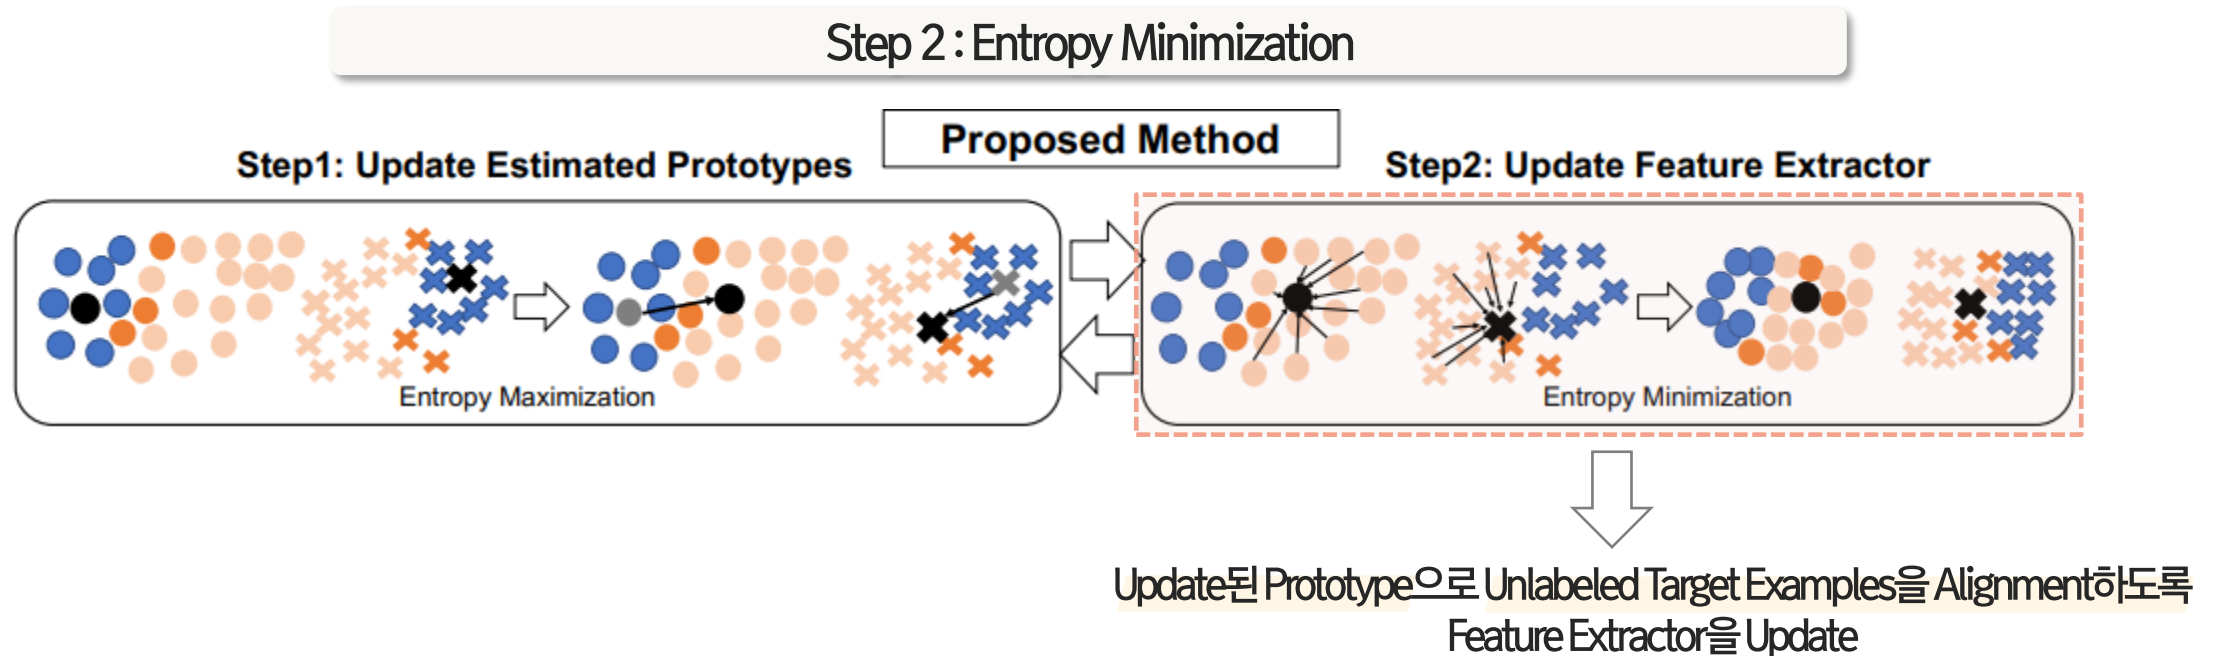 Step 2 : Entropy Minimization
Proposed Method
Step1: Update Estimated Prototypes
Step2: Update Feature Extractor
Entropy Maximization
Entropy Minimization
Update된 Prototype으로 Unlabeled Target Examples을 Alignment하도록
Feature Extractor을 Update